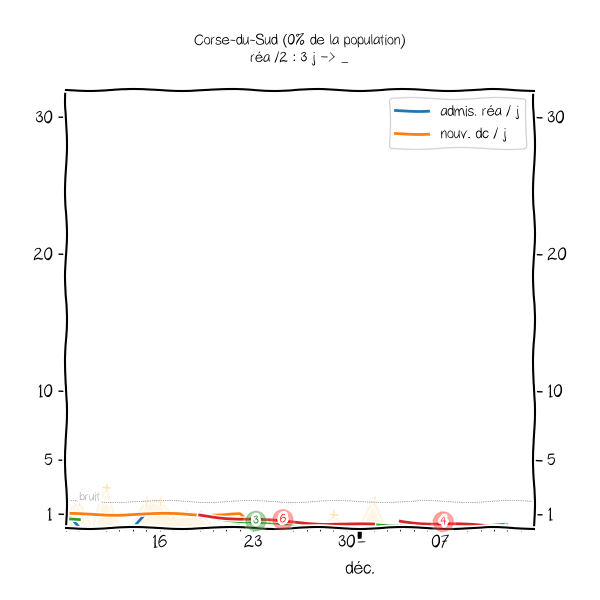 Corse-du-Sud (0% de la population)
réa /2 : 3 j -> _
30 30
admis. réa / j
nouv. dc / j
20 20
10 10
5 5
bruit
1 3 6 4 1
16 23 30 07
déc.